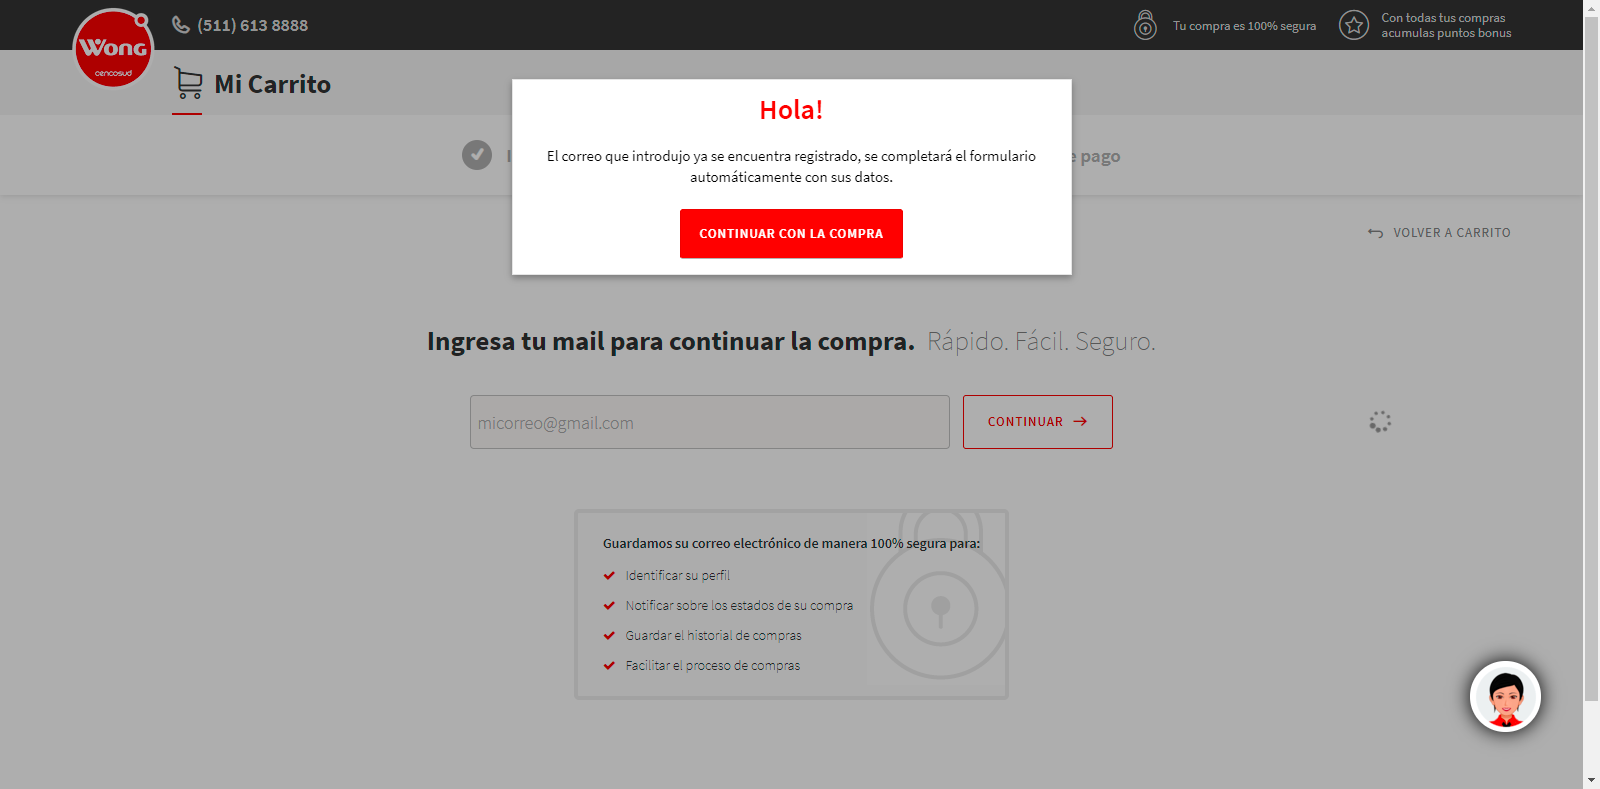 Wong
cencosud
(511) 613 8888
Tu compra es 100% segura
Con todas tus compras
acumulas puntos bonus
Mi Carrito
Hola!
El correo que introdujo ya se encuentra registrado, se completará el formulario
automáticamente con sus datos.
CONTINUAR CON LA COMPRA
pago
VOLVER A CARRITO
Ingresa tu mail para continuar la compra. Rápido. Fácil. Seguro.
micorreo@gmail.com
CONTINUAR
Guardamos su correo electrónico de manera 100% segura para:
Identificar su perfil
Notificar sobre los estados de su compra
Guardar el historial de compras
Facilitar el proceso de compras